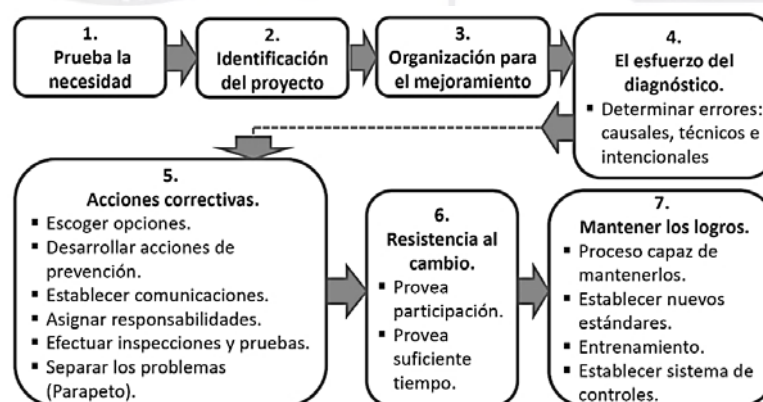 1.
Prueba la
necesidad
2.
Identificación
del proyecto
3.
Organización para
el mejoramiento
4.
El esfuerzo del
diagnóstico.
▪ Determinar errores:
causales, técnicos e
intencionales
5.
Acciones correctivas.
▪ Escoger opciones.
▪ Desarrollar acciones de
prevención.
▪ Establecer comunicaciones.
▪ Asignar responsabilidades.
▪ Efectuar inspecciones y pruebas.
▪ Separar los problemas
(Parapeto).
6.
Resistencia al
cambio.
▪ Provea
participación.
▪ Provea
suficiente
tiempo.
7.
Mantener los logros.
▪ Proceso capaz de
mantenerlos.
▪ Establecer nuevos
estándares.
▪ Entrenamiento.
▪ Establecer sistema de
controles.